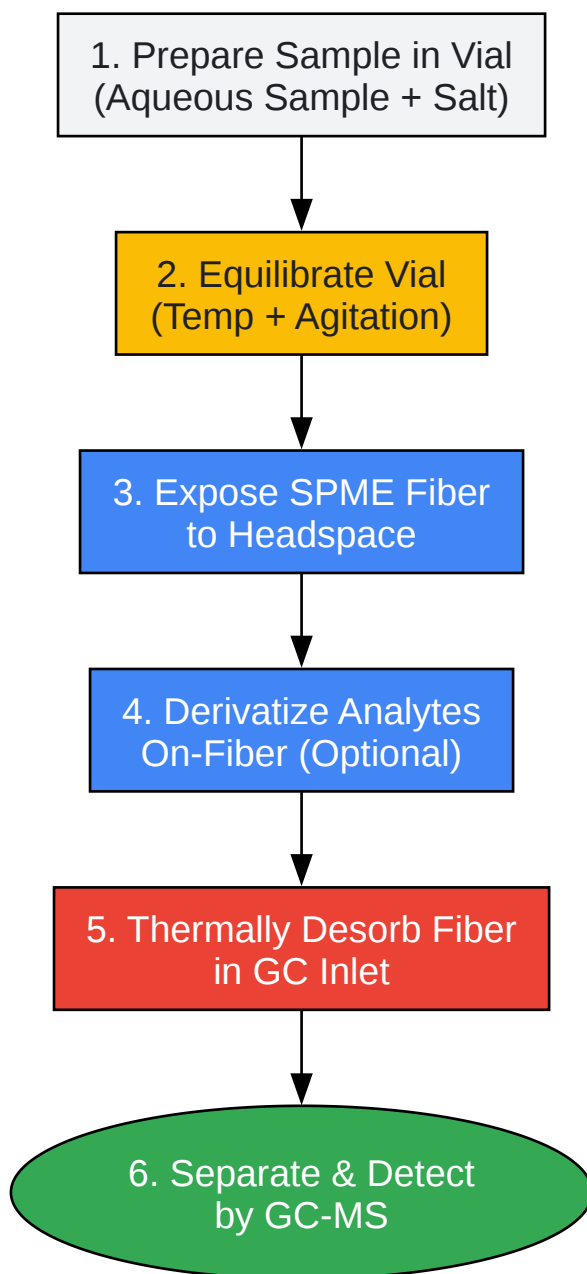 1. Prepare Sample in Vial
(Aqueous Sample + Salt)
2. Equilibrate Vial
(Temp + Agitation)
3. Expose SPME Fiber
to Headspace
4. Derivatize Analytes
On-Fiber (Optional)
5. Thermally Desorb Fiber
in GC Inlet
6. Separate & Detect
by GC-MS